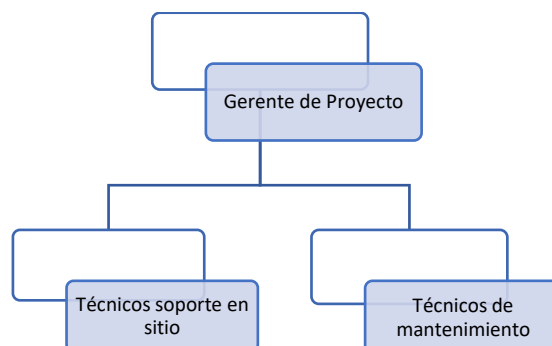 Gerente de Proyecto
Técnicos soporte en
sitio
Técnicos de
mantenimiento